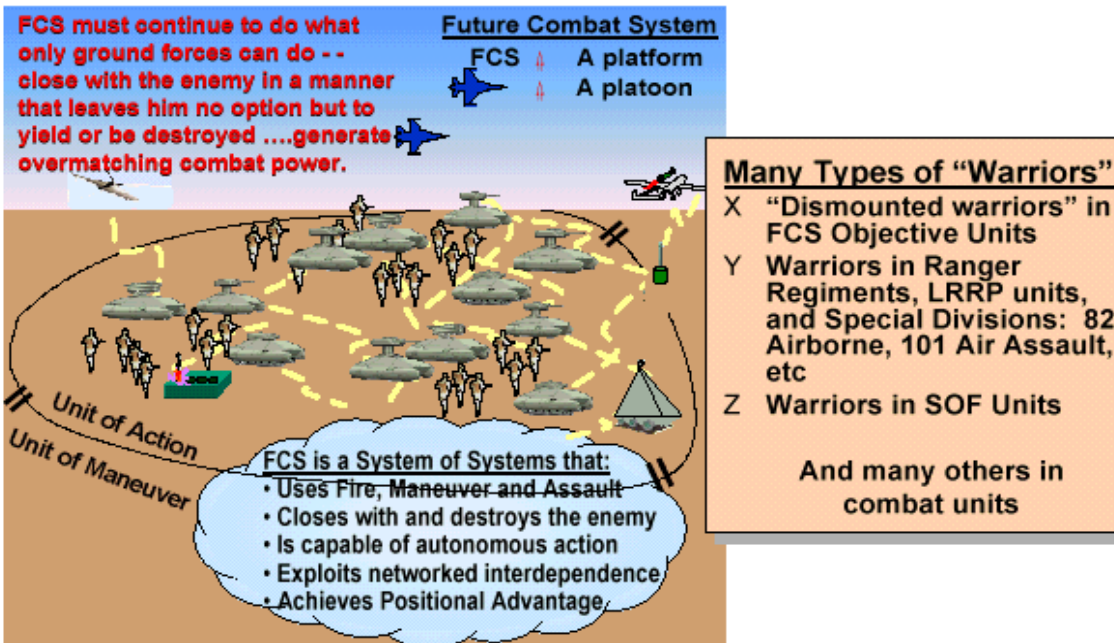 FCS must continue to do what
only ground forces can do - -
close with the enemy in a manner
that leaves him no option but to
yield or be destroyed ....generate
overmatching combat power.
Future Combat System
FCS A platform
A platoon
Many Types of “Warriors”
X “Dismounted warriors” in
FCS Objective Units
Y Warriors in Ranger
Regiments, LRRP units,
and Special Divisions: 82
Airborne, 101 Air Assault,
etc
Z Warriors in SOF Units
And many others in
combat units
Unit of Action
Unit of Maneuver
FCS is a System of Systems that:
• Uses Fire, Maneuver and Assault
• Closes with and destroys the enemy
• Is capable of autonomous action
• Exploits networked interdependence
• Achieves Positional Advantage